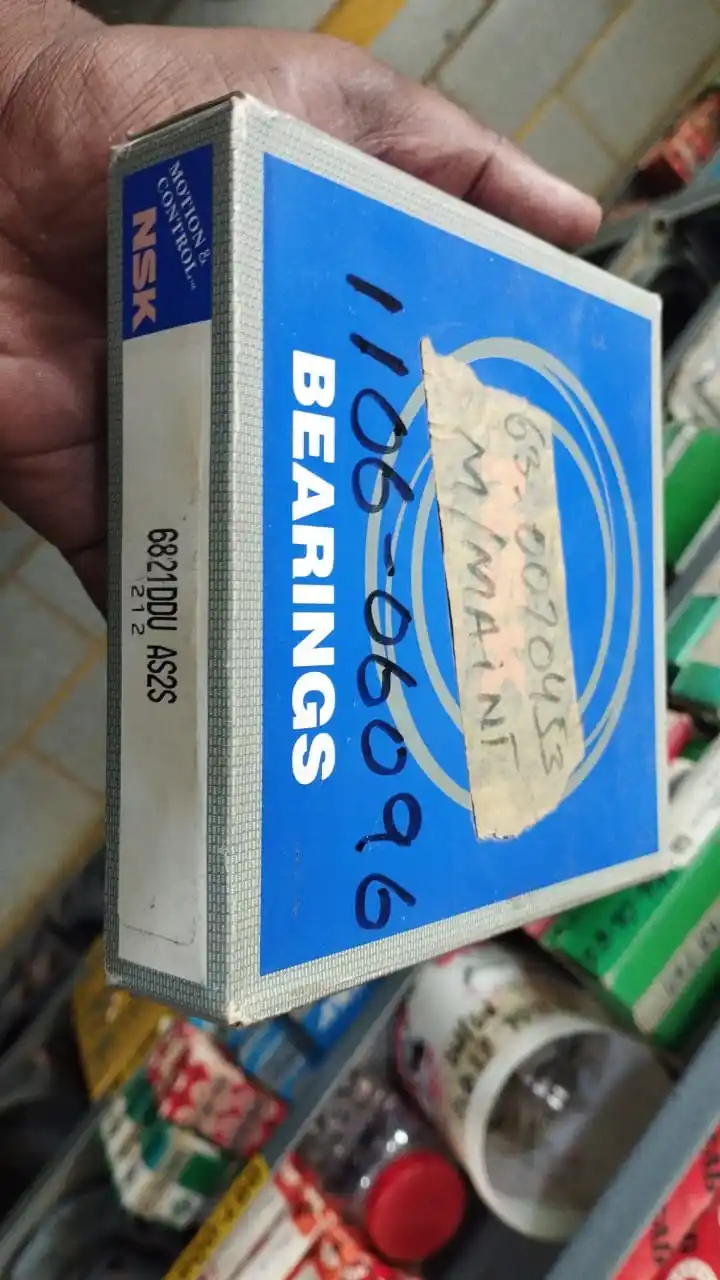 MOTION &
CONTROL
NSK
6821DDU AS2S
212
BEARINGS
1106-06096
63-0070453
M/MAINT